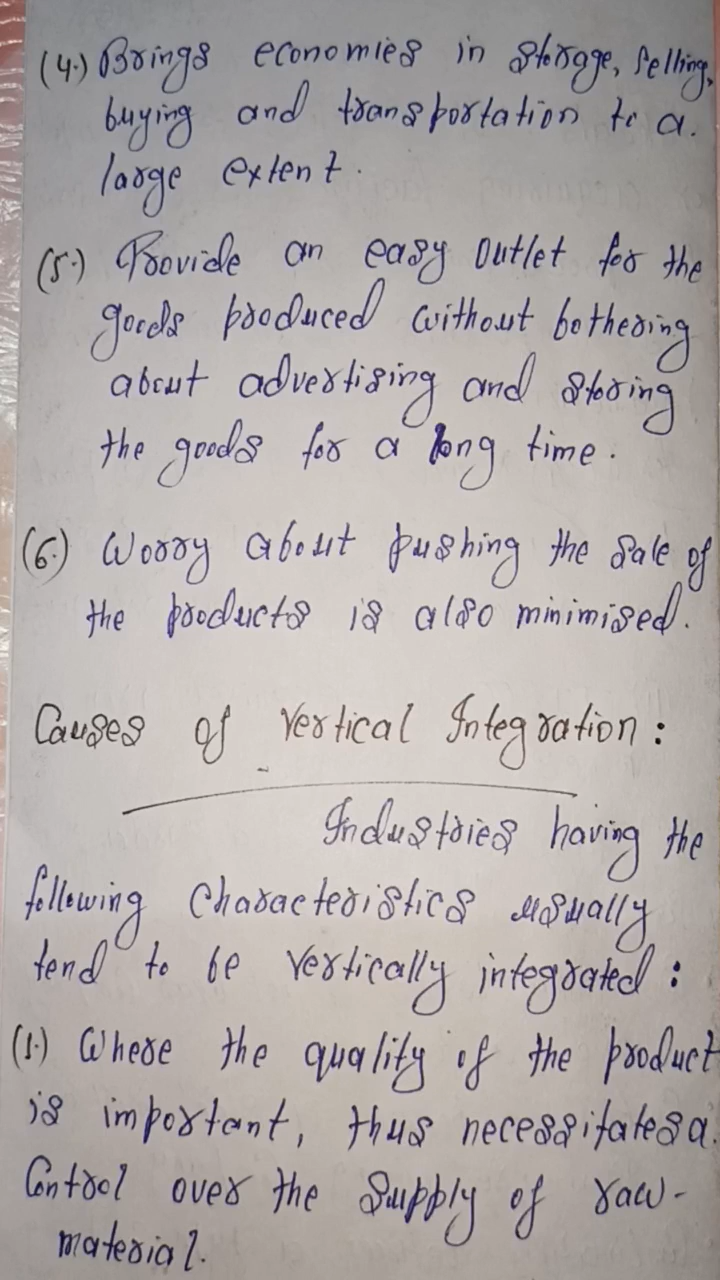 (4.) Brings economies in storage, selling,
buying and transportation to a.
large extent.
(5.) Provide an easy outlet for the
goods produced without bothering
about advertising and storing
the goods for a long time.
(6.) Worry about pushing the sale of
the products is also minimised.
Causes of Vertical Integration :
Industries having the
following characteristics usually
tend to be vertically integrated :
(1.) Where the quality of the product
is important, thus necessitates a.
Control over the supply of raw-
material.